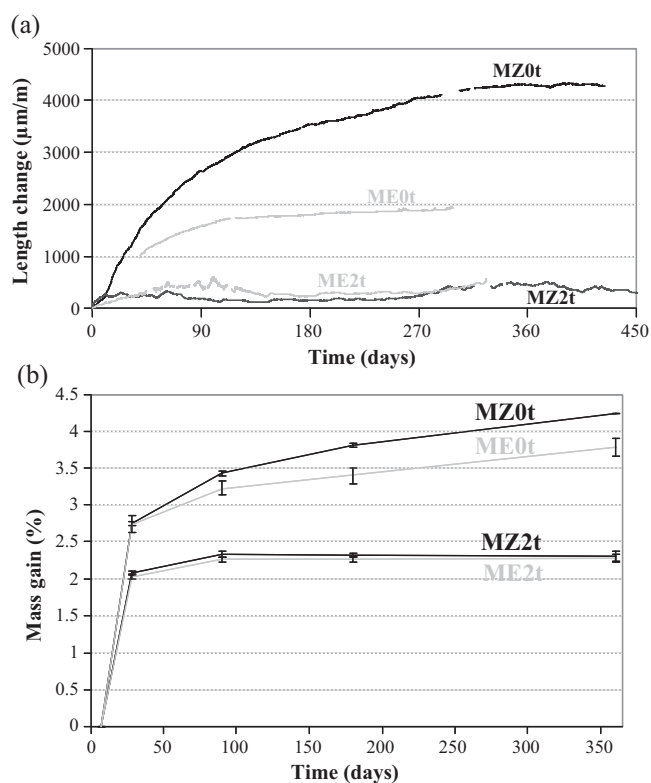 (a)
5000
MZ0t
4000
Length change (µm/m)
3000
2000
ME0t
1000
ME2t
MZ2t
0
0 90 180 270 360 450
Time (days)
(b)
4.5
MZ0t
4
ME0t
3.5
3
Mass gain (%)
2.5
MZ2t
2
ME2t
1.5
1
0.5
0
0 50 100 150 200 250 300 350
Time (days)